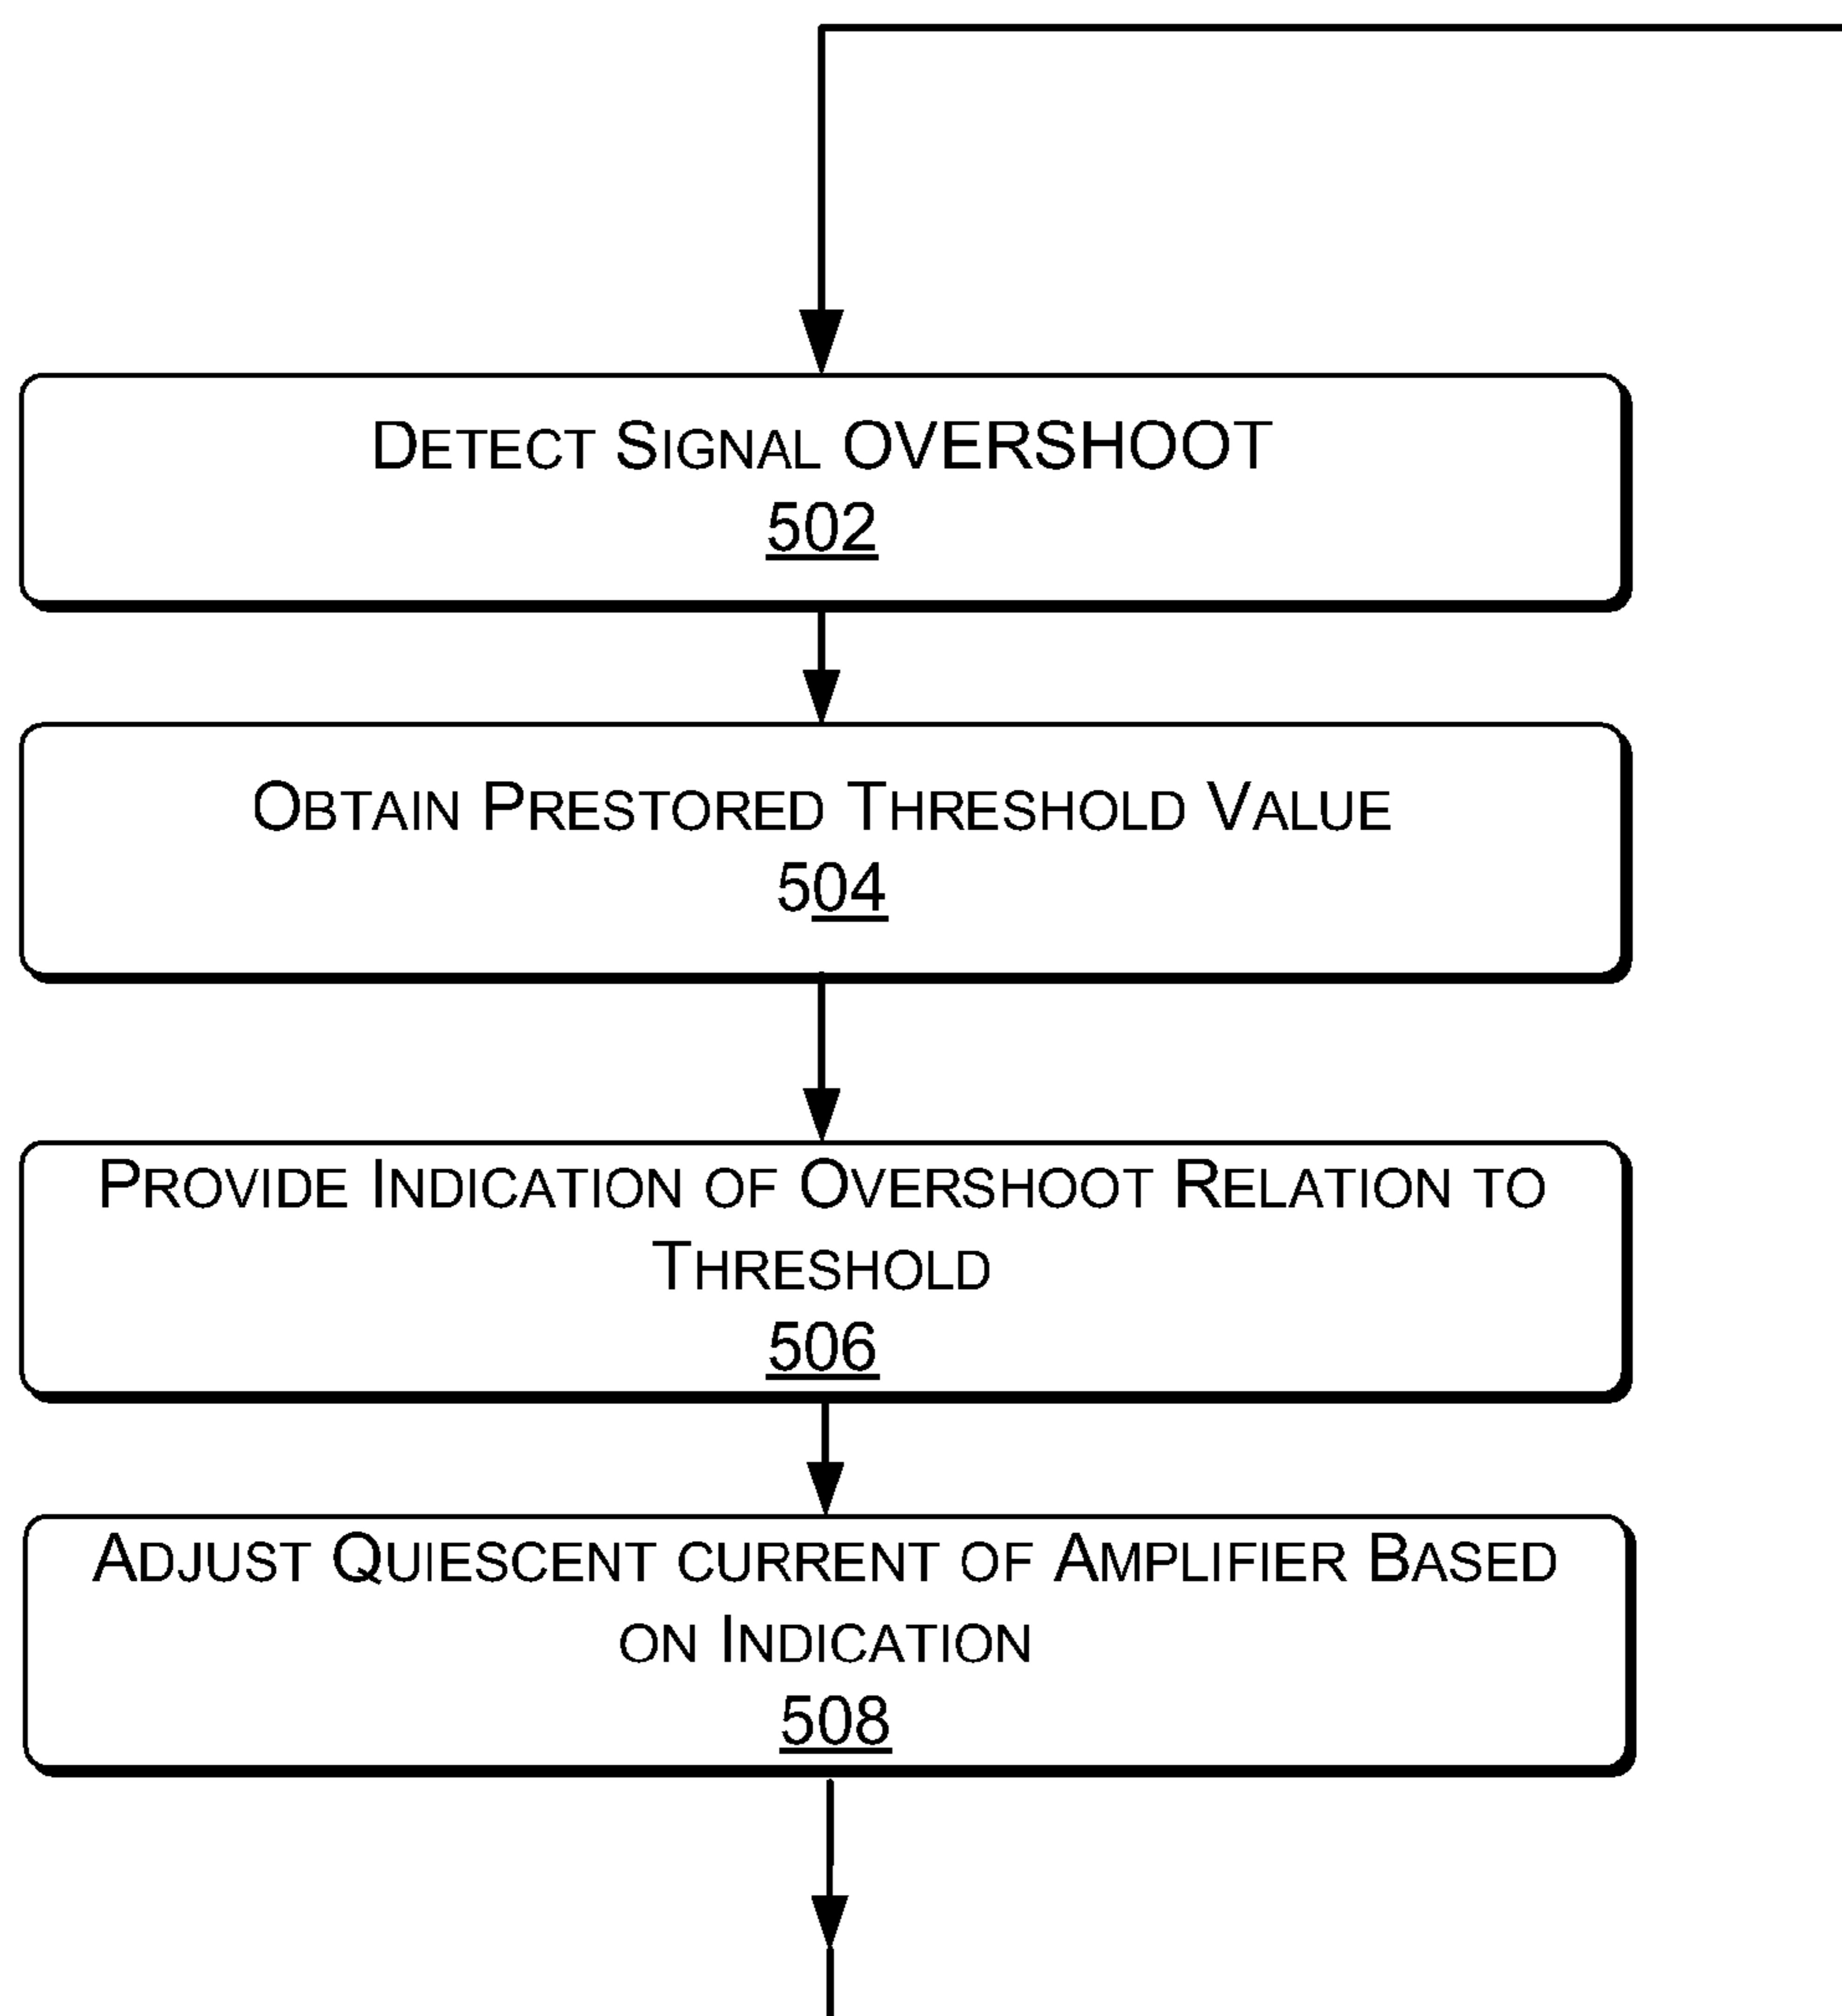 DETECT SIGNAL OVERSHOOT
502
OBTAIN PRESTORED THRESHOLD VALUE
504
PROVIDE INDICATION OF OVERSHOOT RELATION TO
THRESHOLD
506
ADJUST QUIESCENT CURRENT OF AMPLIFIER BASED
ON INDICATION
508